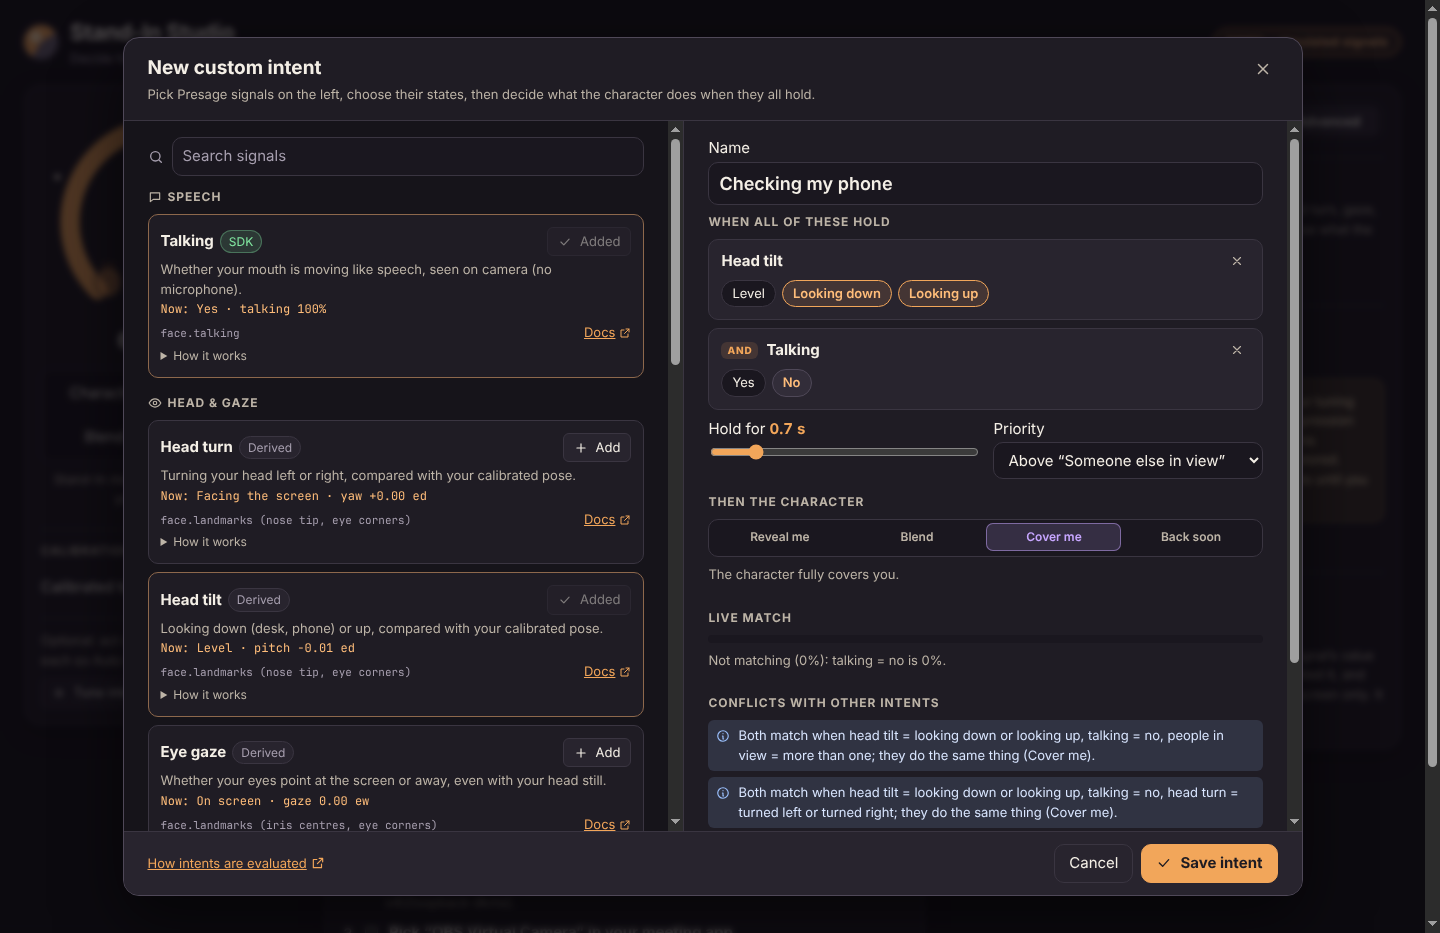 Stand-In Studio
New custom intent
Pick Presage signals on the left, choose their states, then decide what the character does when they all hold.
Search signals
SPEECH
Talking SDK Added
Whether your mouth is moving like speech, seen on camera (no
microphone).
Now: Yes · talking 100%
face.talking Docs
How it works
HEAD & GAZE
Head turn Derived Add
Turning your head left or right, compared with your calibrated pose.
Now: Facing the screen · yaw +0.00 ed
face.landmarks (nose tip, eye corners) Docs
How it works
Head tilt Derived Added
Looking down (desk, phone) or up, compared with your calibrated pose.
Now: Level · pitch -0.01 ed
face.landmarks (nose tip, eye corners) Docs
How it works
Eye gaze Derived Add
Whether your eyes point at the screen or away, even with your head still.
Now: On screen · gaze 0.00 ew
face.landmarks (iris centres, eye corners) Docs
Name
Checking my phone
WHEN ALL OF THESE HOLD
Head tilt
Level Looking down Looking up
AND Talking
Yes No
Hold for 0.7 s
Priority
Above “Someone else in view”
THEN THE CHARACTER
Reveal me Blend Cover me Back soon
The character fully covers you.
LIVE MATCH
Not matching (0%): talking = no is 0%.
CONFLICTS WITH OTHER INTENTS
Both match when head tilt = looking down or looking up, talking = no, people in
view = more than one; they do the same thing (Cover me).
Both match when head tilt = looking down or looking up, talking = no, head turn =
turned left or turned right; they do the same thing (Cover me).
How intents are evaluated
Cancel Save intent